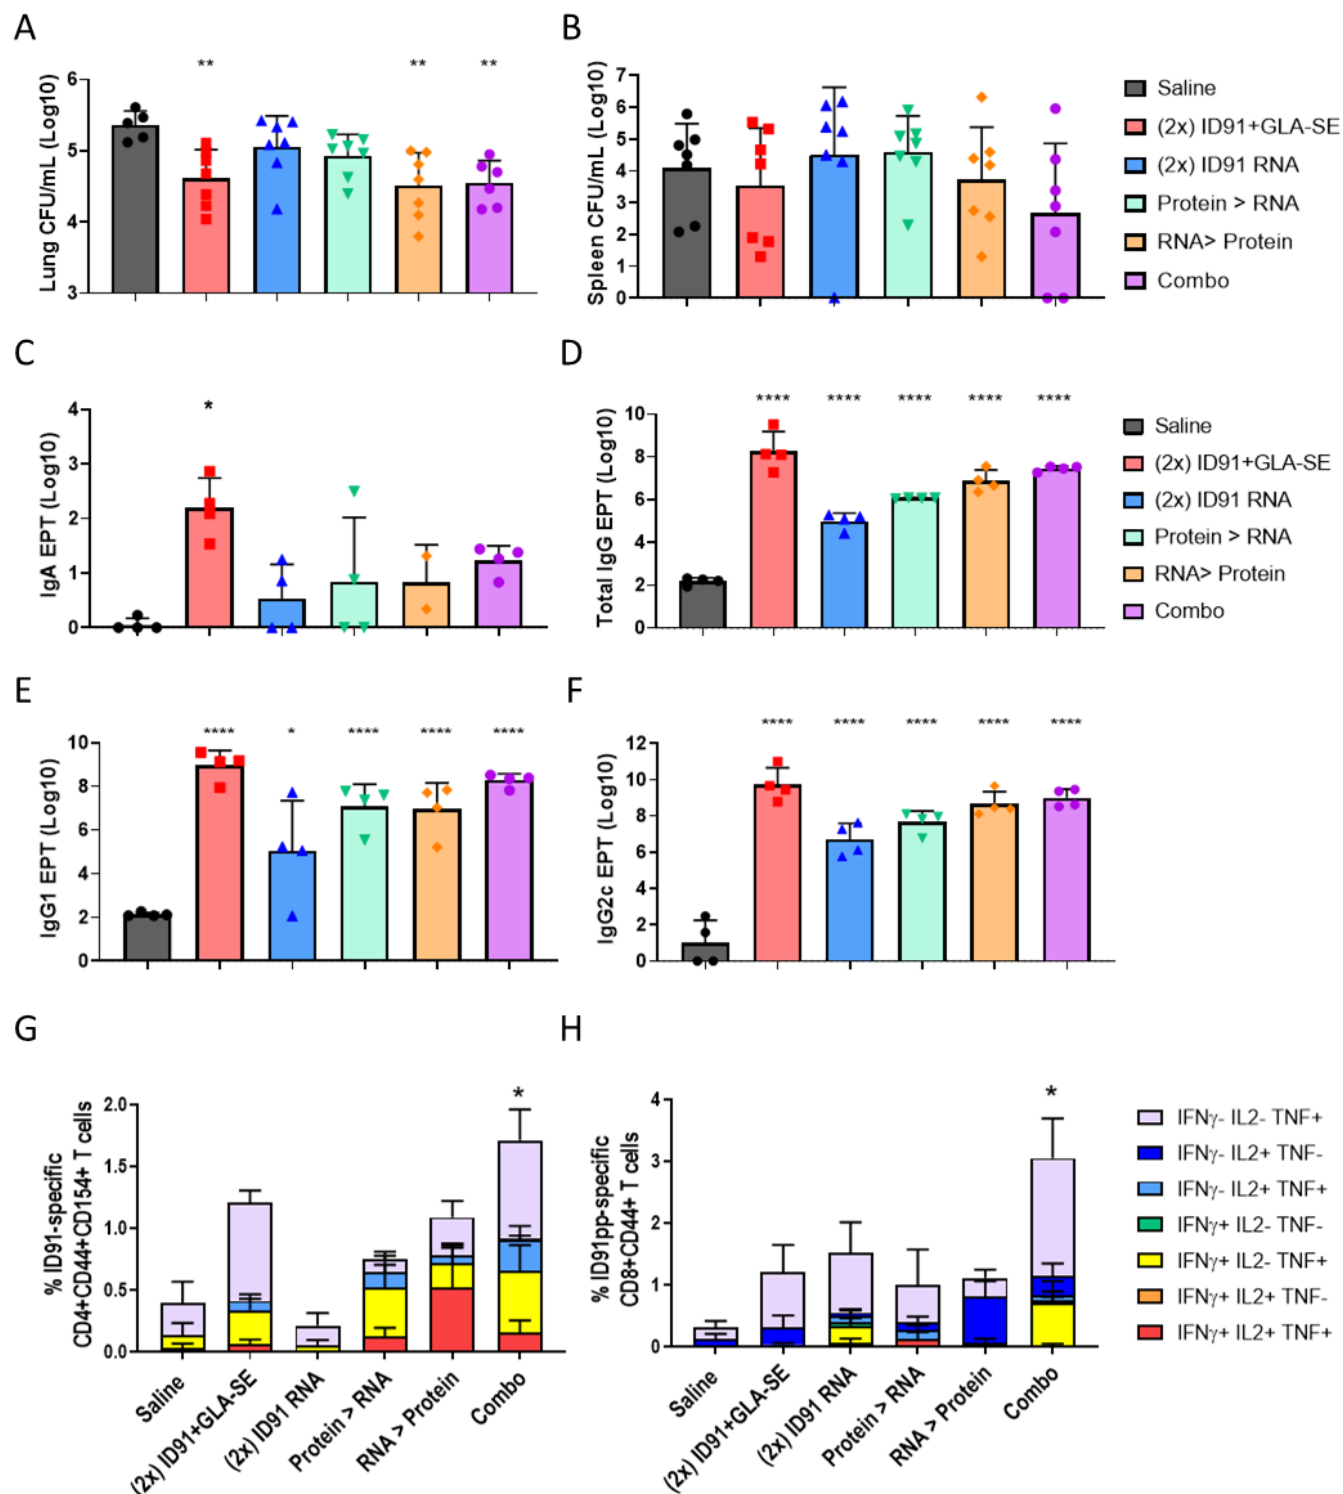 A
B
**
**
**
6
5
4
3
Lung CFU/mL (Log10)
7
6
5
4
3
2
1
0
Spleen CFU/mL (Log10)
Saline
(2x) ID91+GLA-SE
(2x) ID91 RNA
Protein > RNA
RNA> Protein
Combo
C
D
*
4
3
2
1
0
IgA EPT (Log10)
****
****
****
****
****
10
8
6
4
2
0
Total IgG EPT (Log10)
Saline
(2x) ID91+GLA-SE
(2x) ID91 RNA
Protein > RNA
RNA> Protein
Combo
E
F
****
*
****
****
****
10
8
6
4
2
0
IgG1 EPT (Log10)
****
****
****
****
****
12
10
8
6
4
2
0
IgG2c EPT (Log10)
G
H
*
2.0
1.5
1.0
0.5
0.0
% ID91-specific
CD4+CD44+CD154+ T cells
Saline
(2x) ID91+GLA-SE
(2x) ID91 RNA
Protein > RNA
RNA > Protein
Combo
*
4
3
2
1
0
% ID91pp-specific
CD8+CD44+ T cells
Saline
(2x) ID91+GLA-SE
(2x) ID91 RNA
Protein > RNA
RNA > Protein
Combo
IFNγ- IL2- TNF+
IFNγ- IL2+ TNF-
IFNγ- IL2+ TNF+
IFNγ+ IL2- TNF-
IFNγ+ IL2- TNF+
IFNγ+ IL2+ TNF-
IFNγ+ IL2+ TNF+